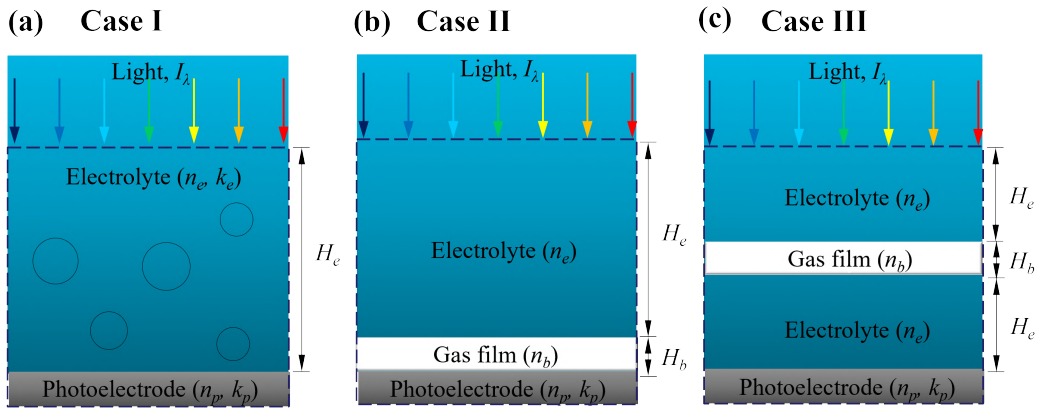 (a) Case I
Light, Iλ
Electrolyte (ne, ke)
He
Photoelectrode (np, kp)
(b) Case II
Light, Iλ
Electrolyte (ne)
He
Gas film (nb)
Hb
Photoelectrode (np, kp)
(c) Case III
Light, Iλ
Electrolyte (ne)
He
Gas film (nb)
Hb
Electrolyte (ne)
He
Photoelectrode (np, kp)